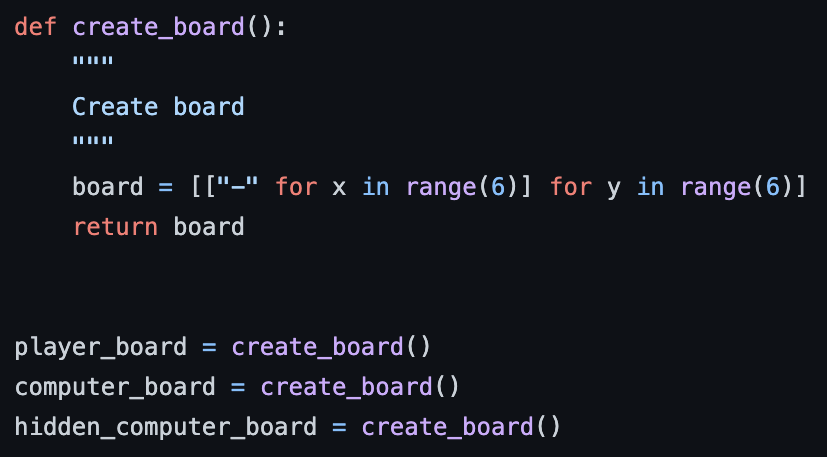 def create_board():
    """
    Create board
    """
    board = [["-" for x in range(6)] for y in range(6)]
    return board
player_board = create_board()
computer_board = create_board()
hidden_computer_board = create_board()